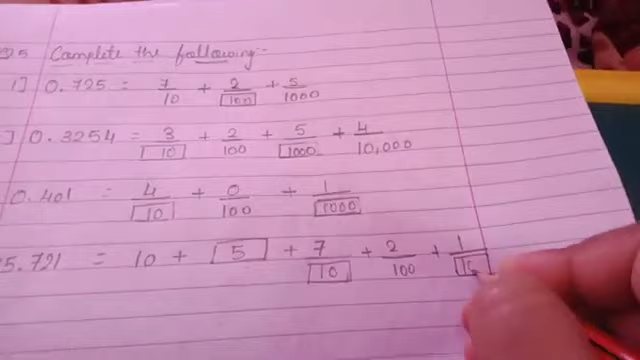 25 Complete the following:-
1] 0.725 = 7/10 + 2/100 + 5/1000
] 0.3254 = 3/10 + 2/100 + 5/1000 + 4/10,000
0.401 = 4/10 + 0/100 + 1/1000
5.721 = 10 + 5 + 7/10 + 2/100 + 1/10